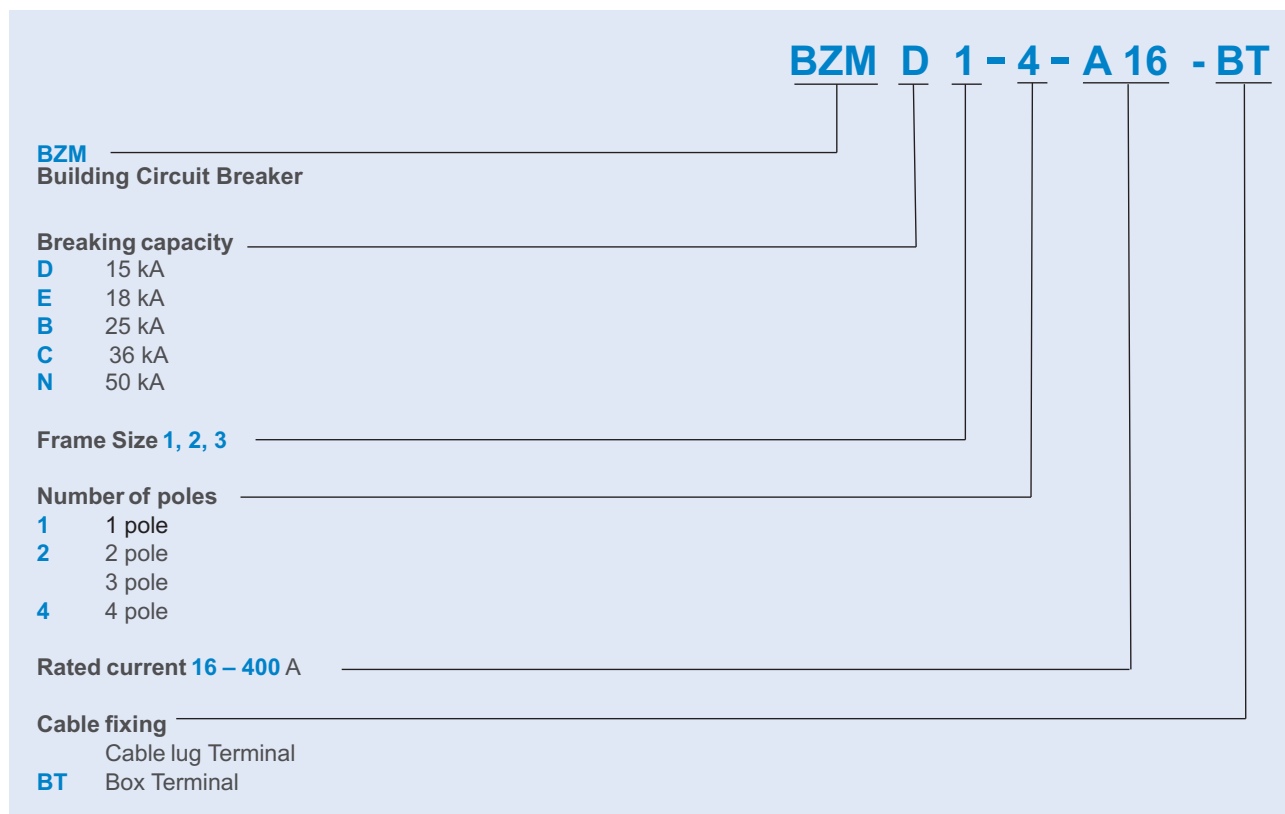 BZM D 1 - 4 - A 16 - BT
BZM
Building Circuit Breaker
Breaking capacity
D 15 kA
E 18 kA
B 25 kA
C 36 kA
N 50 kA
Frame Size 1, 2, 3
Number of poles
1 1 pole
2 2 pole
3 pole
4 4 pole
Rated current 16 – 400 A
Cable fixing
Cable lug Terminal
BT Box Terminal